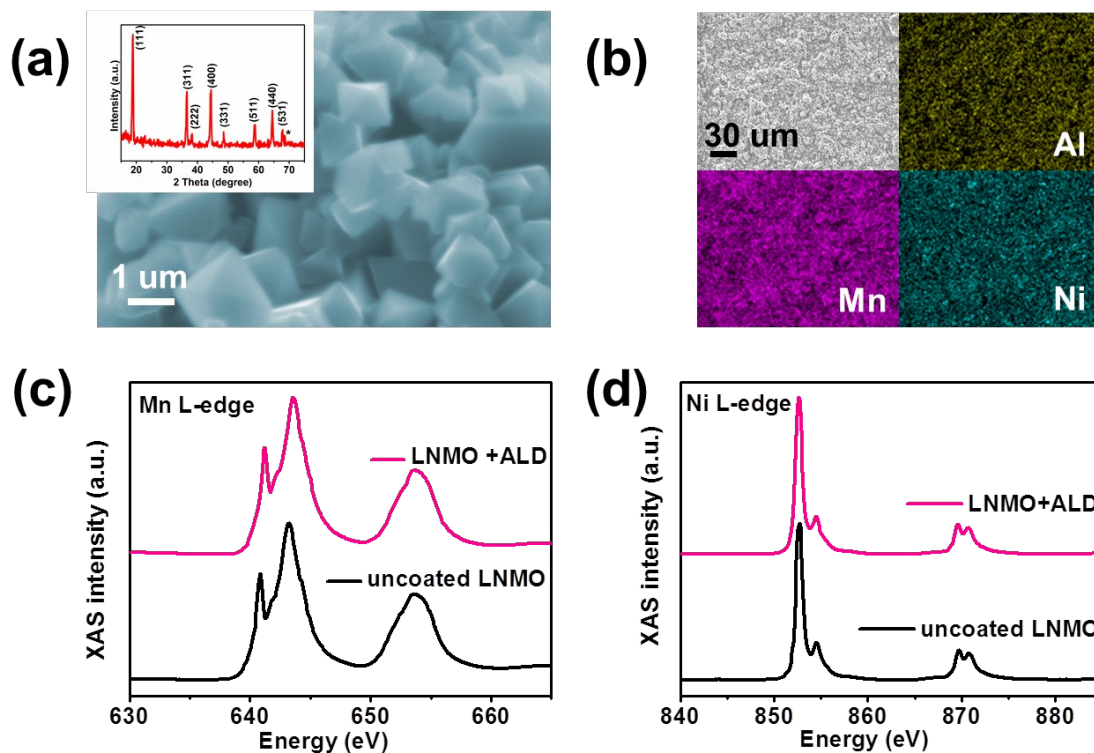 (a)
Intensity (a.u.)
(111)
(311)
(222)
(400)
(331)
(511)
(440)
(531)
*
15 20 30 40 50 60 70
2 Theta (degree)
1 um
(b)
30 um
Al
Mn
Ni
(c)
Mn L-edge
XAS intensity (a.u.)
LNMO +ALD
uncoated LNMO
630 640 650 660
Energy (eV)
(d)
Ni L-edge
XAS intensity (a.u.)
LNMO+ALD
uncoated LNMO
840 850 860 870 880
Energy (eV)